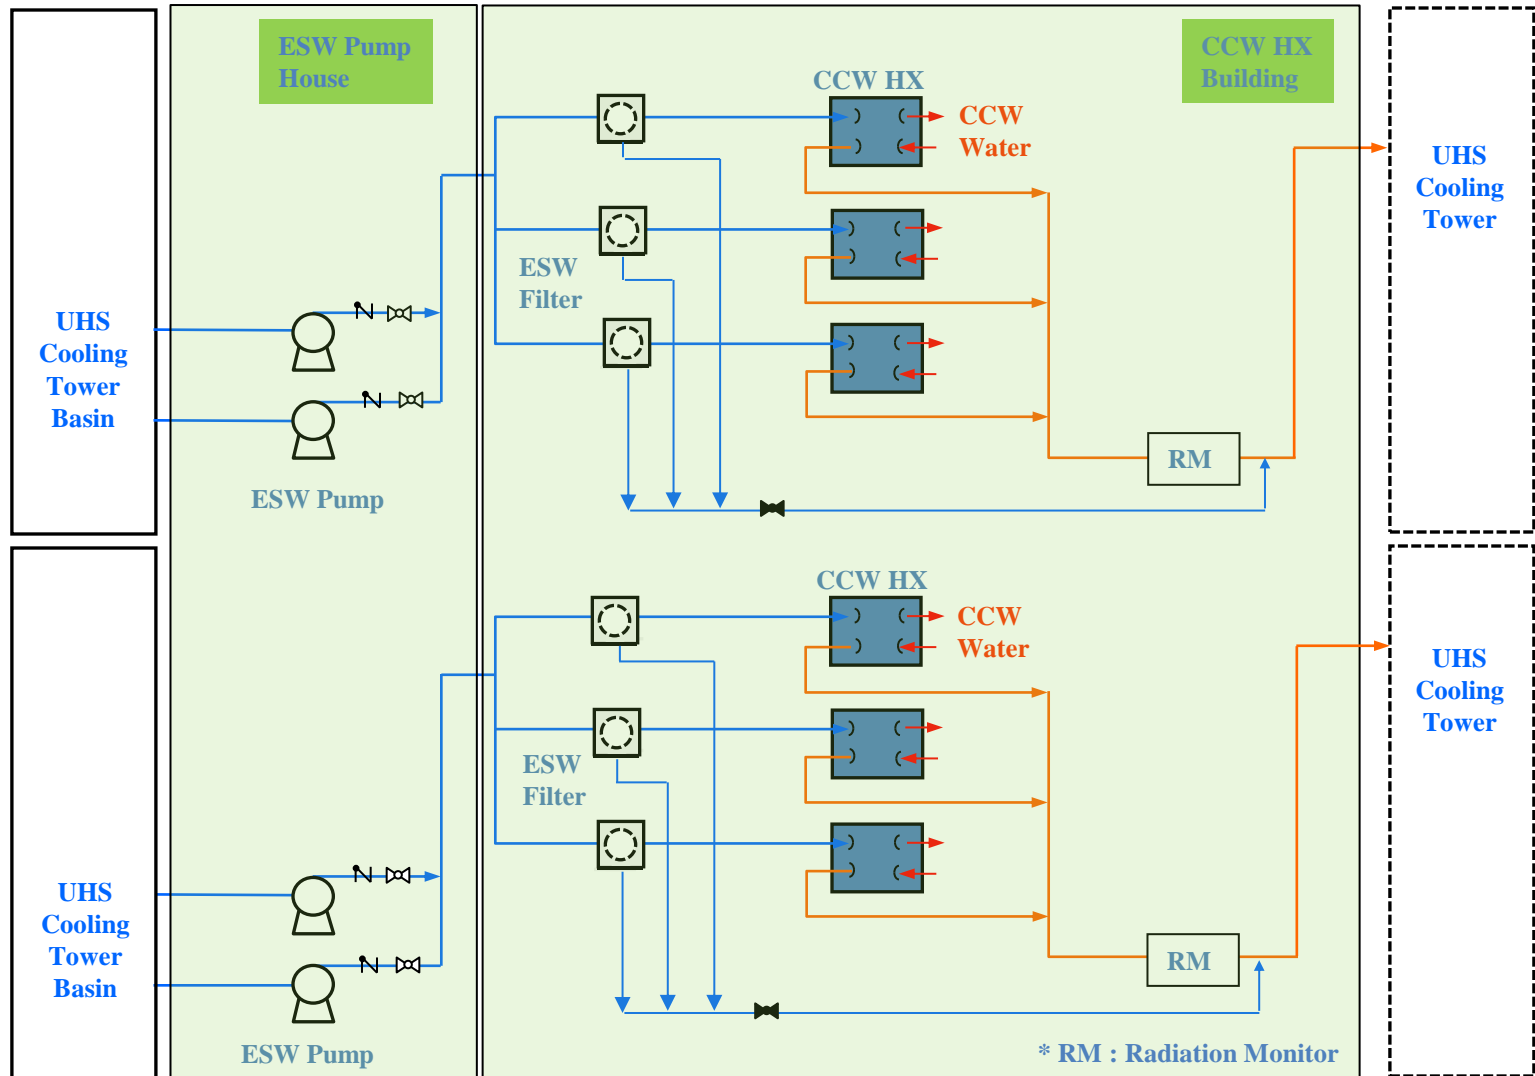 ESW Pump
House
CCW HX
Building
CCW HX
CCW
Water
UHS
Cooling
Tower
ESW
Filter
UHS
Cooling
Tower
Basin
RM
ESW Pump
CCW HX
CCW
Water
UHS
Cooling
Tower
ESW
Filter
UHS
Cooling
Tower
Basin
RM
ESW Pump
* RM : Radiation Monitor